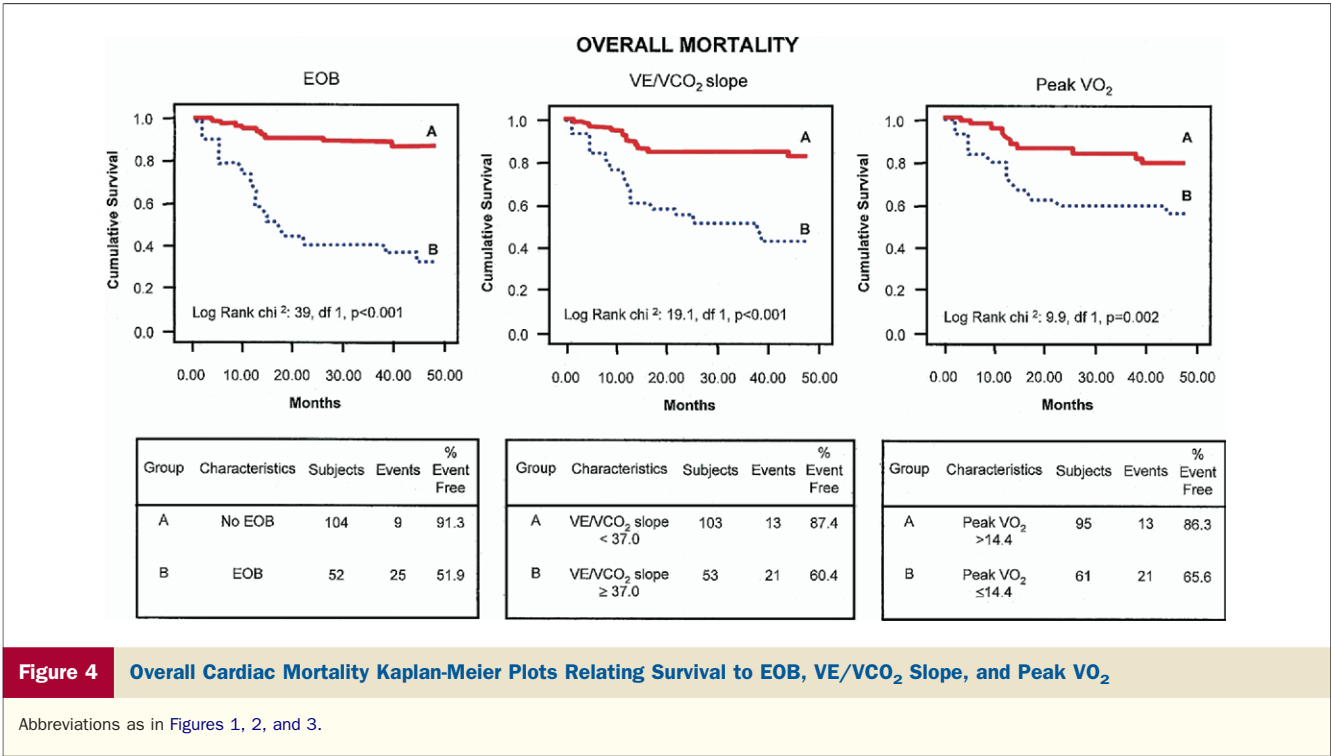 OVERALL MORTALITY
EOB
Cumulative Survival
1.0
0.8
0.6
0.4
0.2
0.0
A
B
Log Rank chi ²: 39, df 1, p<0.001
0.00 10.00 20.00 30.00 40.00 50.00
Months
VE/VCO₂ slope
Cumulative Survival
1.0
0.8
0.6
0.4
0.2
0.0
A
B
Log Rank chi ²: 19.1, df 1, p<0.001
0.00 10.00 20.00 30.00 40.00 50.00
Months
Peak VO₂
Cumulative Survival
1.0
0.8
0.6
0.4
0.2
0.0
A
B
Log Rank chi ²: 9.9, df 1, p=0.002
0.00 10.00 20.00 30.00 40.00 50.00
Months
%
Group Characteristics Subjects Events Event
Free
A No EOB 104 9 91.3
B EOB 52 25 51.9
%
Group Characteristics Subjects Events Event
Free
A VE/VCO₂ slope 103 13 87.4
< 37.0
B VE/VCO₂ slope 53 21 60.4
≥ 37.0
%
Group Characteristics Subjects Events Event
Free
A Peak VO₂ 95 13 86.3
>14.4
B Peak VO₂ 61 21 65.6
≤14.4
Figure 4 Overall Cardiac Mortality Kaplan-Meier Plots Relating Survival to EOB, VE/VCO₂ Slope, and Peak VO₂
Abbreviations as in Figures 1, 2, and 3.